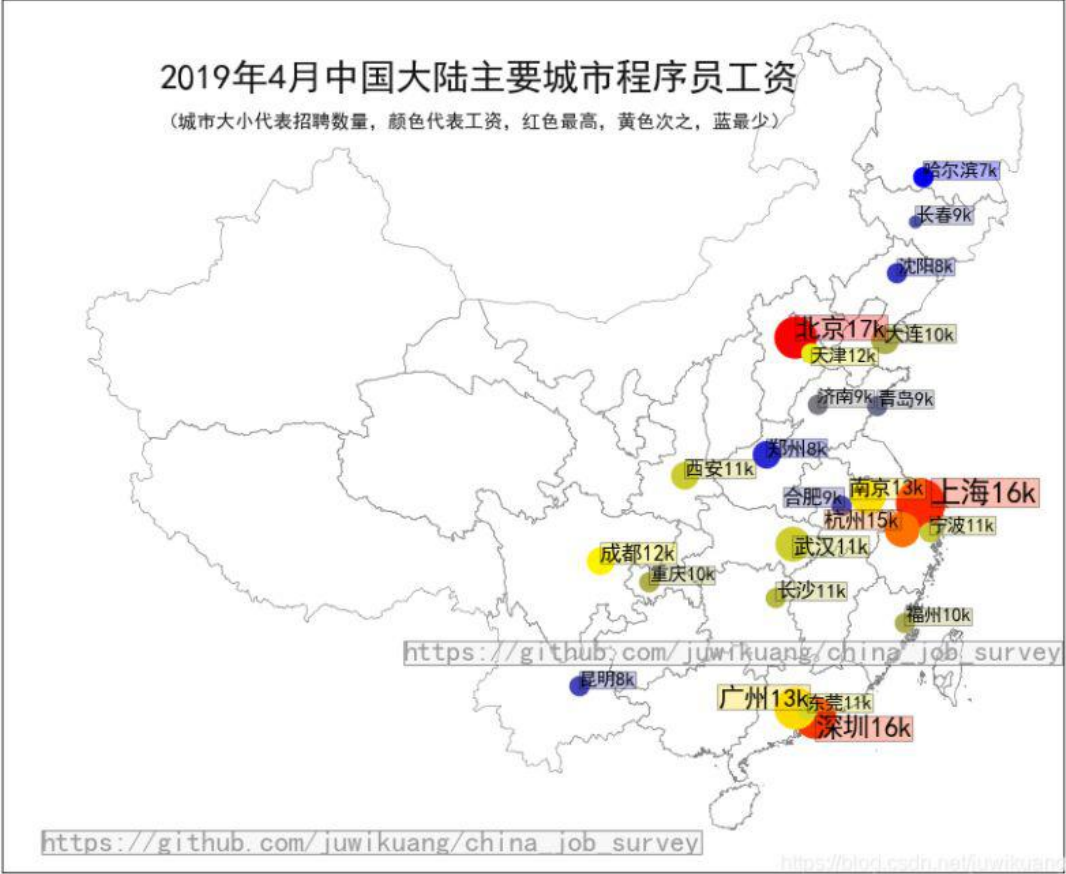 2019年4月中国大陆主要城市程序员工资
(城市大小代表招聘数量，颜色代表工资，红色最高，黄色次之，蓝最少)
哈尔滨7k
长春9k
沈阳8k
北京17k
大连10k
天津12k
济南9k
青岛9k
郑州8k
西安11k
南京13k
上海16k
合肥9k
杭州15k
宁波11k
武汉11k
成都12k
重庆10k
长沙11k
福州10k
https://github.com/juwikuang/china_job_survey
昆明8k
广州13k
东莞11k
深圳16k
https://github.com/juwikuang/china_job_survey
https://blog.csdn.net/juwikuang